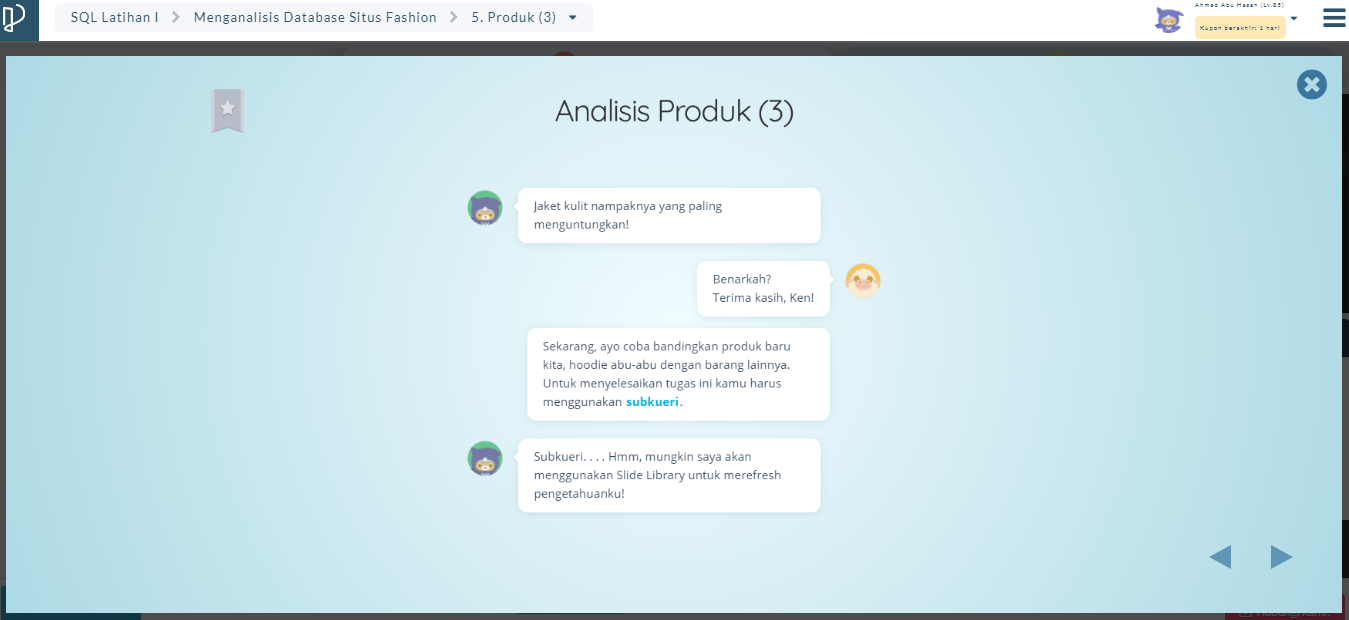 SQL Latihan I
Menganalisis Database Situs Fashion
5. Produk (3)
Ahmad Abu Hasan (Lv.85)
Kupon berakhir: 1 hari
Analisis Produk (3)
Jaket kulit nampaknya yang paling
menguntungkan!
Benarkah?
Terima kasih, Ken!
Sekarang, ayo coba bandingkan produk baru
kita, hoodie abu-abu dengan barang lainnya.
Untuk menyelesaikan tugas ini kamu harus
menggunakan subkueri.
Subkueri. . . . Hmm, mungkin saya akan
menggunakan Slide Library untuk merefresh
pengetahuanku!